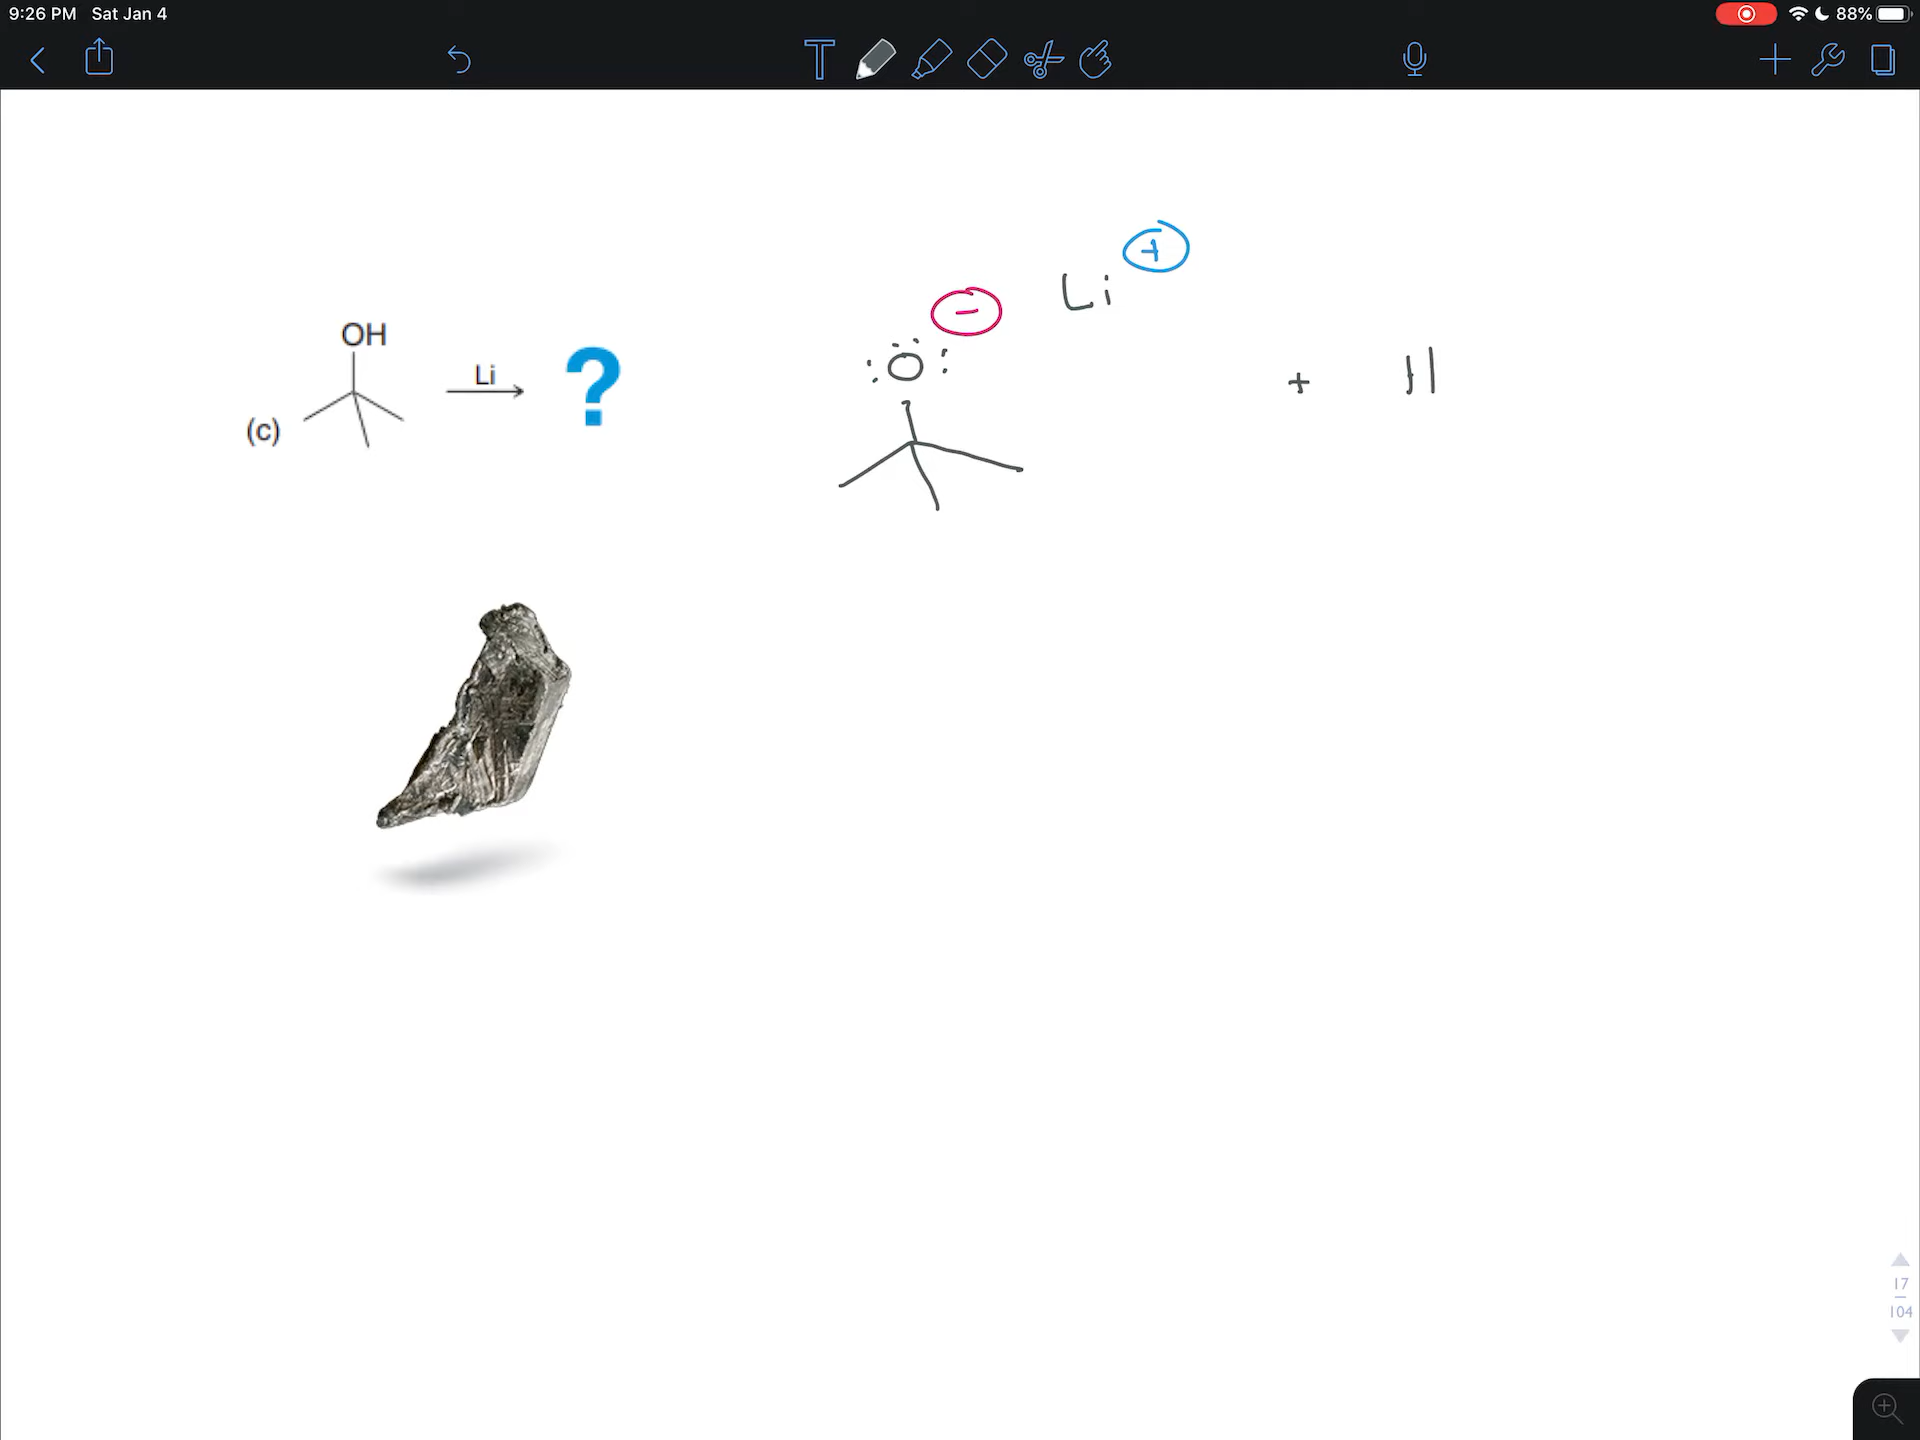 9:26 PM Sat Jan 4
88%
Li +
−
OH
Li
?
:Ö:
+ H
(c)
17
104